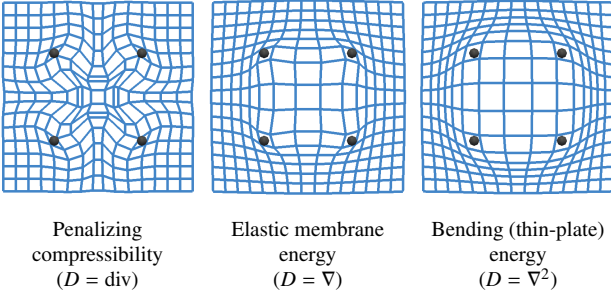 Penalizing
compressibility
(D = div)
Elastic membrane
energy
(D = ∇)
Bending (thin-plate)
energy
(D = ∇²)